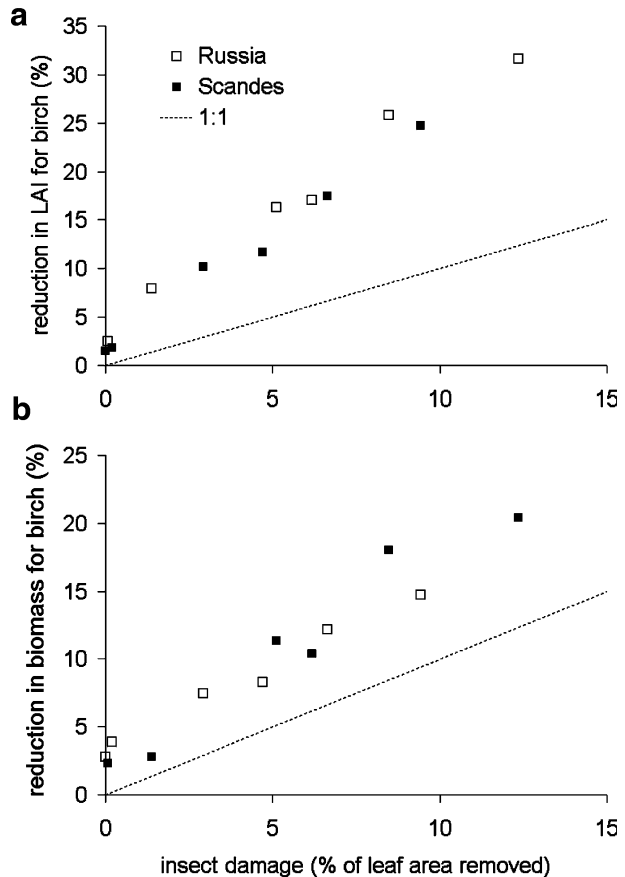 a
reduction in LAI for birch (%)
35
30
25
20
15
10
5
0
Russia
Scandes
1:1
0 5 10 15
b
reduction in biomass for birch (%)
25
20
15
10
5
0
0 5 10 15
insect damage (% of leaf area removed)